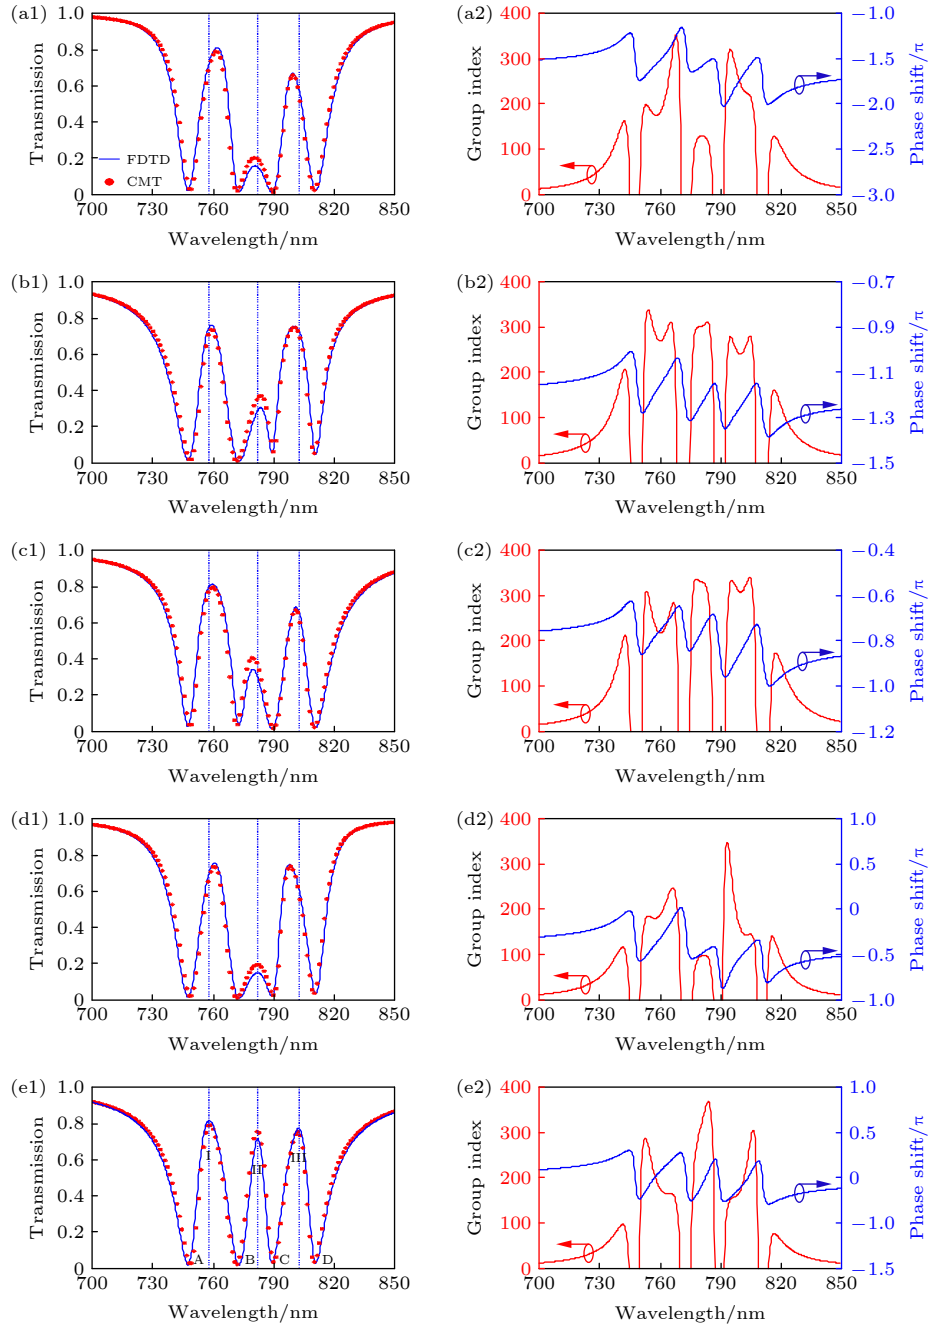 (a1)
1.0
0.8
0.6
0.4
0.2
0
Transmission
FDTD
CMT
700 730 760 790 820 850
Wavelength/nm
(a2)
400
300
200
100
0
Group index
−1.0
−1.5
−2.0
−2.5
−3.0
Phase shift/π
700 730 760 790 820 850
Wavelength/nm
(b1)
1.0
0.8
0.6
0.4
0.2
0
Transmission
700 730 760 790 820 850
Wavelength/nm
(b2)
400
300
200
100
0
Group index
−0.7
−0.9
−1.1
−1.3
−1.5
Phase shift/π
700 730 760 790 820 850
Wavelength/nm
(c1)
1.0
0.8
0.6
0.4
0.2
0
Transmission
700 730 760 790 820 850
Wavelength/nm
(c2)
400
300
200
100
0
Group index
−0.4
−0.6
−0.8
−1.0
−1.2
Phase shift/π
700 730 760 790 820 850
Wavelength/nm
(d1)
1.0
0.8
0.6
0.4
0.2
0
Transmission
700 730 760 790 820 850
Wavelength/nm
(d2)
400
300
200
100
0
Group index
1.0
0.5
0
−0.5
−1.0
Phase shift/π
700 730 760 790 820 850
Wavelength/nm
(e1)
1.0
0.8
0.6
0.4
0.2
0
Transmission
I II III
A B C D
700 730 760 790 820 850
Wavelength/nm
(e2)
400
300
200
100
0
Group index
1.0
0.5
0
−0.5
−1.0
−1.5
Phase shift/π
700 730 760 790 820 850
Wavelength/nm